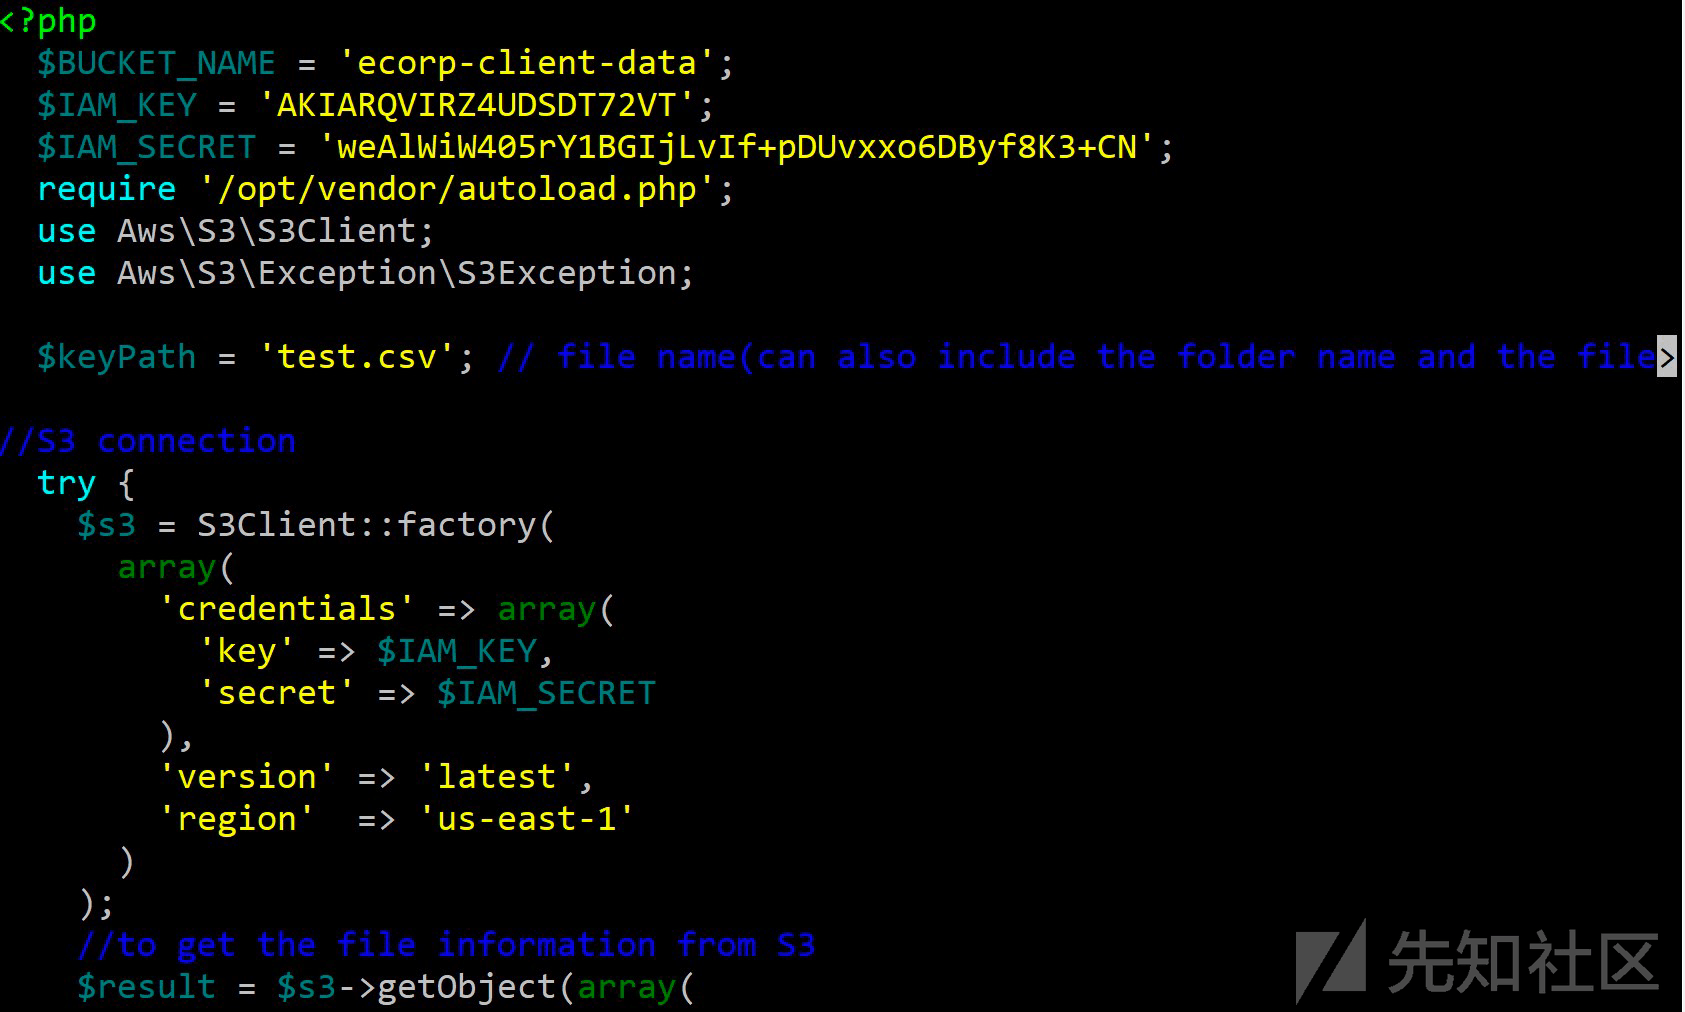 <?php
$BUCKET_NAME = 'ecorp-client-data';
$IAM_KEY = 'AKIARQVIRZ4UDSDT72VT';
$IAM_SECRET = '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';
require '/opt/vendor/autoload.php';
use Aws\S3\S3Client;
use Aws\S3\Exception\S3Exception;
$keyPath = 'test.csv'; // file name(can also include the folder name and the file>
//S3 connection
try {
$s3 = S3Client::factory(
array(
'credentials' => array(
'key' => $IAM_KEY,
'secret' => $IAM_SECRET
),
'version' => 'latest',
'region'  => 'us-east-1'
)
);
//to get the file information from S3
$result = $s3->getObject(array(
先知社区